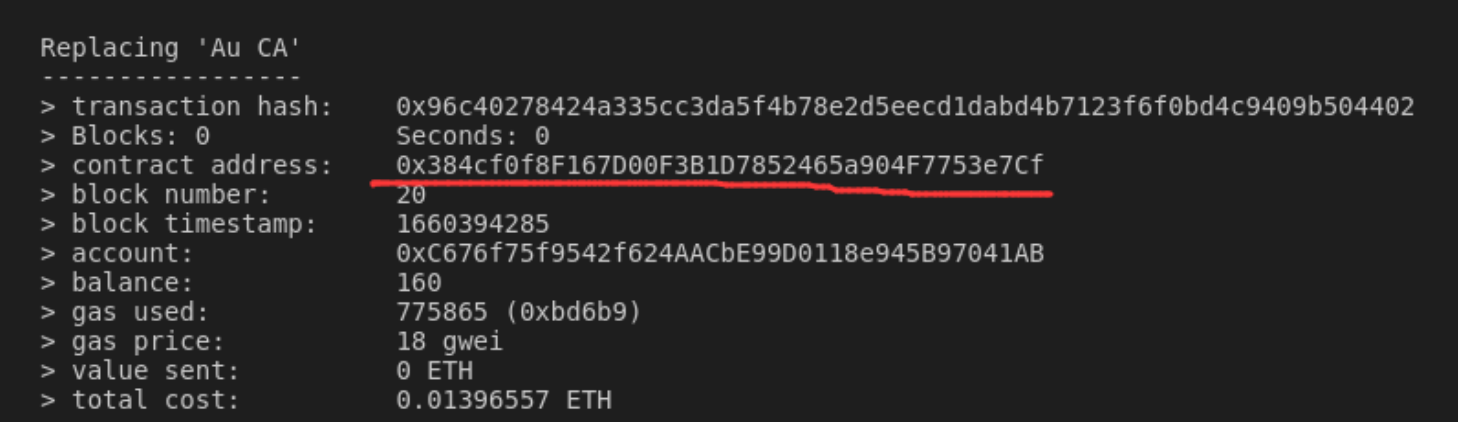 Replacing 'Au CA'
-----------------
> transaction hash: 0x96c40278424a335cc3da5f4b78e2d5eecd1dabd4b7123f6f0bd4c9409b504402
> Blocks: 0 Seconds: 0
> contract address: 0x384cf0f8F167D00F3B1D7852465a904F7753e7Cf
> block number: 20
> block timestamp: 1660394285
> account: 0xC676f75f9542f624AACbE99D0118e945B97041AB
> balance: 160
> gas used: 775865 (0xbd6b9)
> gas price: 18 gwei
> value sent: 0 ETH
> total cost: 0.01396557 ETH